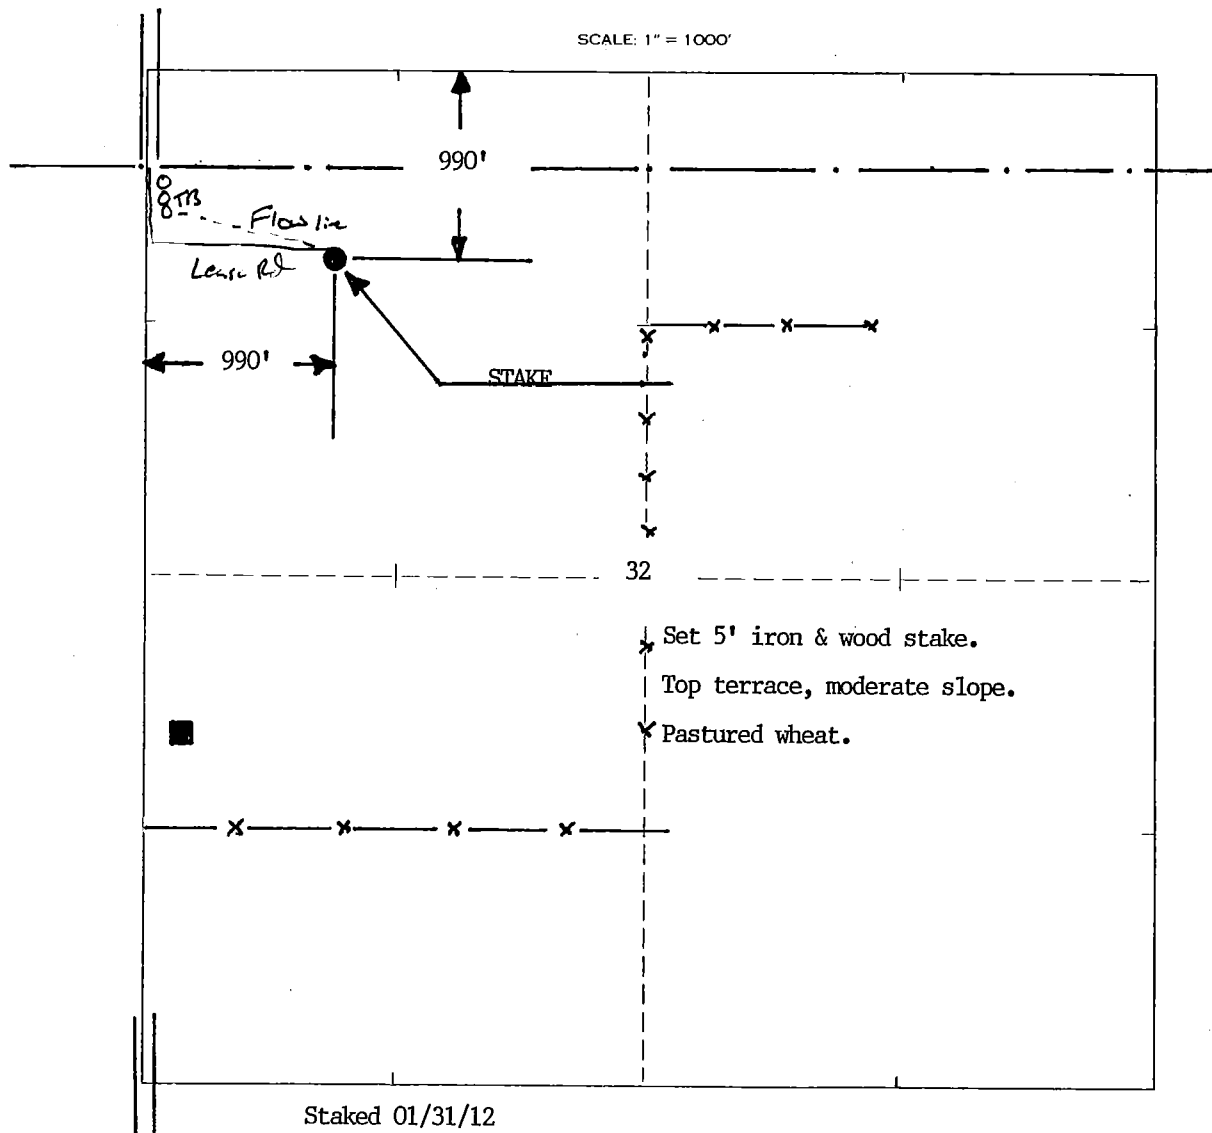 SCALE: 1" = 1000'
990'
TB
Flow line
Lease Rd
990'
STAKE
32
Set 5' iron & wood stake.
Top terrace, moderate slope.
Pastured wheat.
Staked 01/31/12